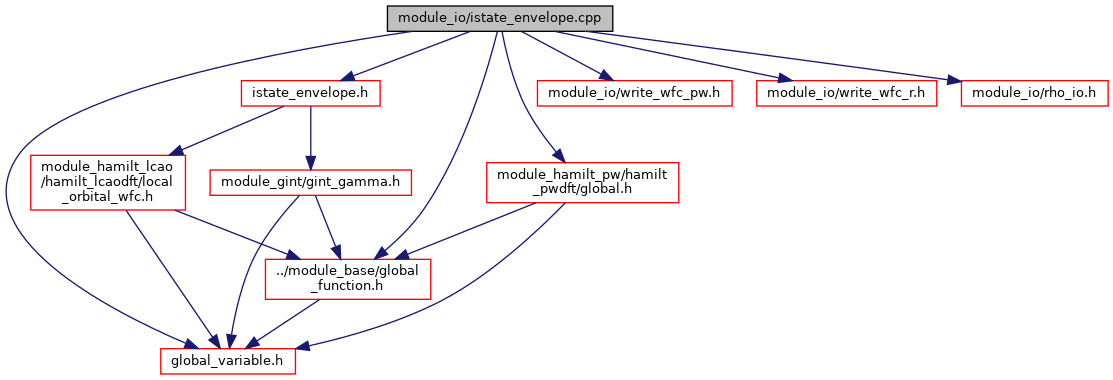 module_io/istate_envelope.cpp
istate_envelope.h
module_io/write_wfc_pw.h
module_io/write_wfc_r.h
module_io/rho_io.h
module_hamilt_lcao
/hamilt_lcaodft/local
_orbital_wfc.h
module_gint/gint_gamma.h
module_hamilt_pw/hamilt
_pwdft/global.h
../module_base/global
_function.h
global_variable.h